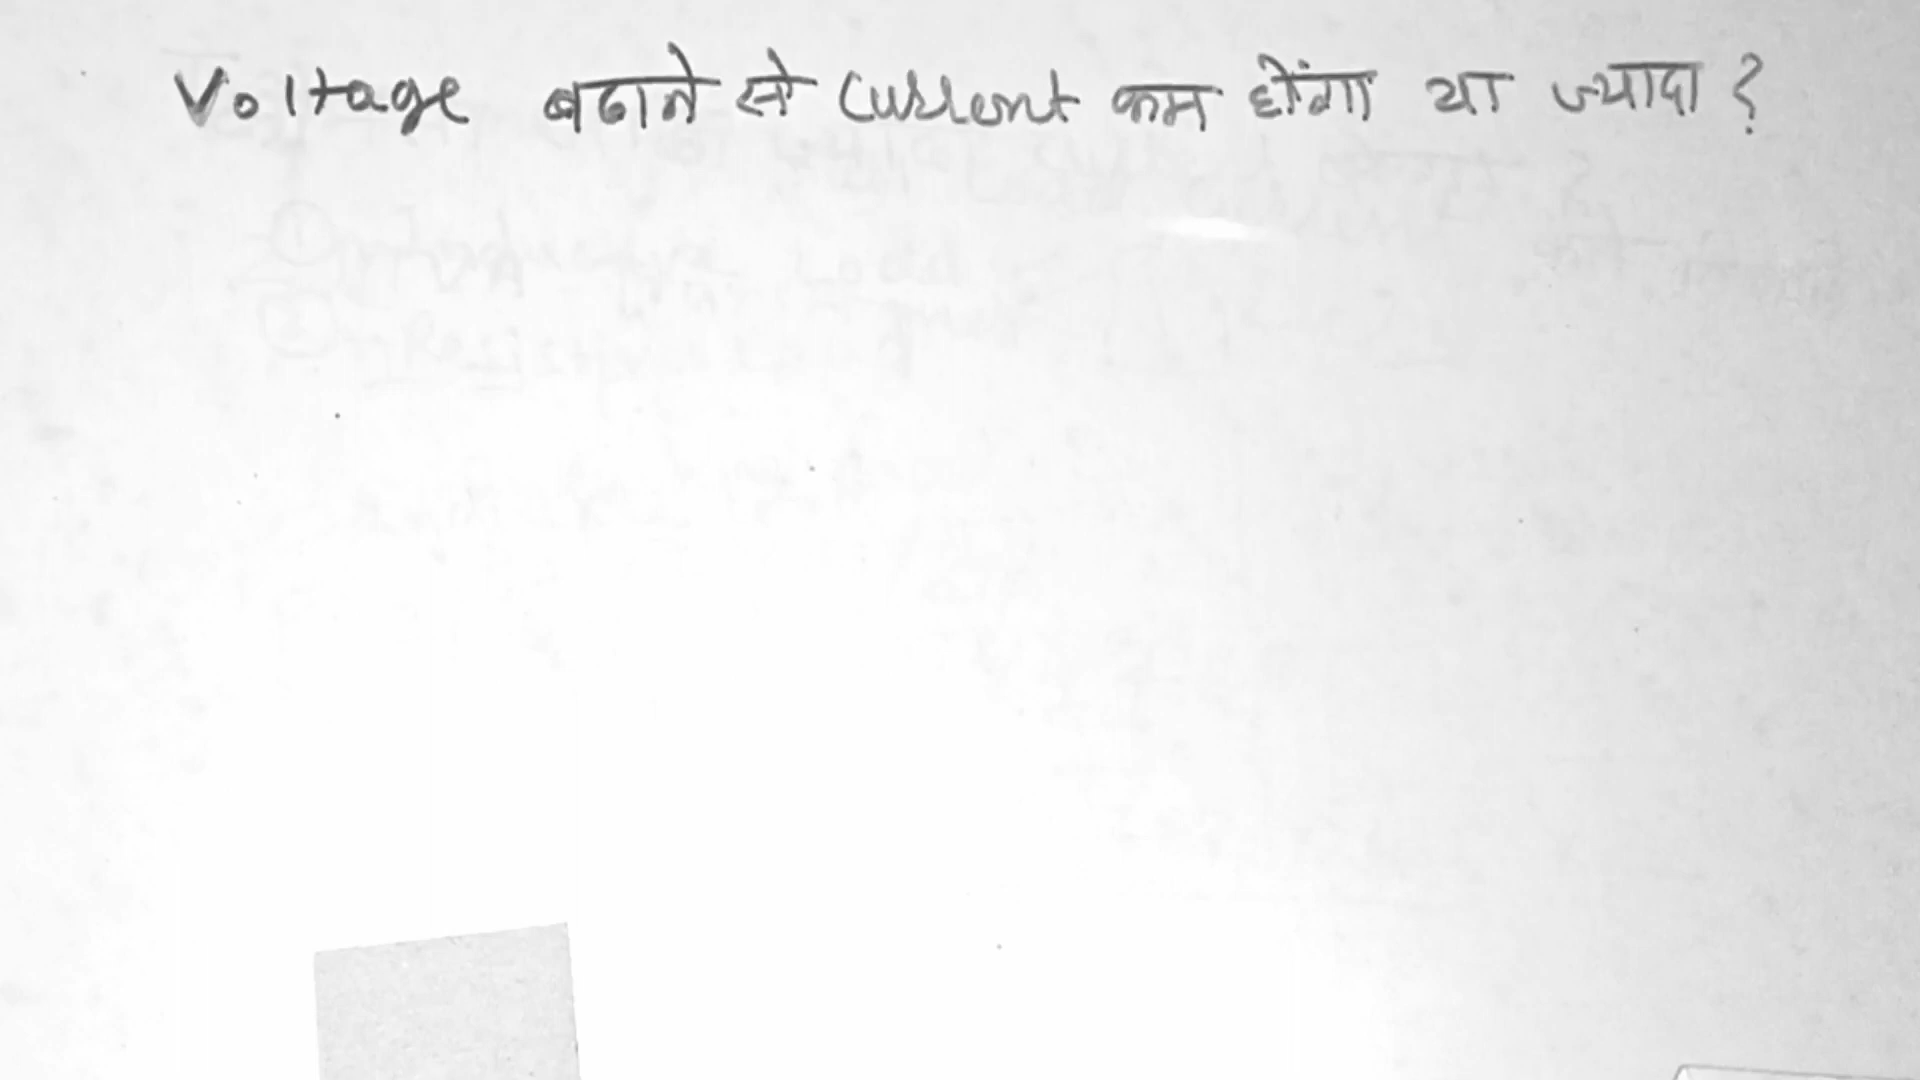 Voltage बढाने से Current कम होंगा या ज्यादा ?